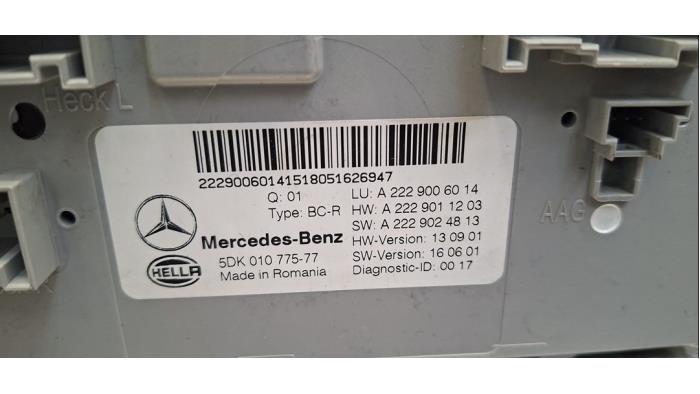 Heck L
22290060141518051626947
Q: 01
Type: BC-R
LU: A 222 900 60 14
HW: A 222 901 12 03
SW: A 222 902 48 13
HW-Version: 13 09 01
SW-Version: 16 06 01
Diagnostic-ID: 00 17
Mercedes-Benz
HELLA
5DK 010 775-77
Made in Romania
AAG